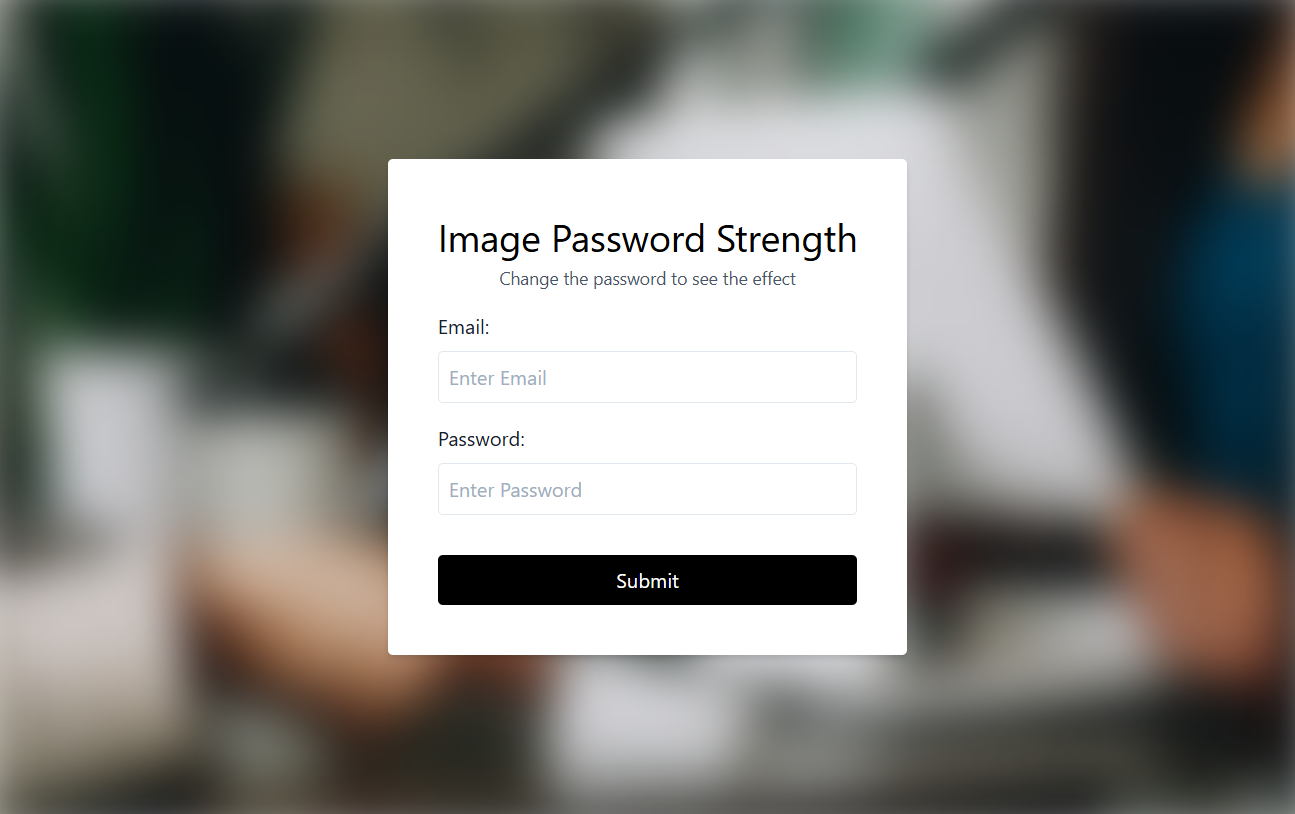 Image Password Strength
Change the password to see the effect
Email:
Enter Email
Password:
Enter Password
Submit